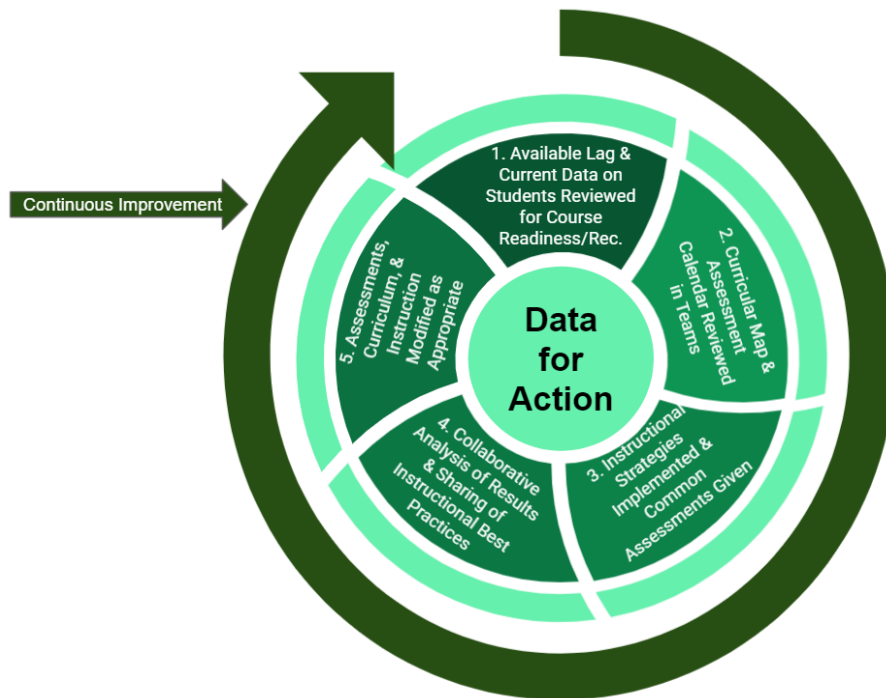 Continuous Improvement
1. Available Lag &
Current Data on
Students Reviewed
for Course
Readiness/Rec.
2. Curricular Map &
Assessment
Calendar Reviewed
in Teams
3. Instructional
Strategies
Implemented &
Common
Assessments Given
4. Collaborative
Analysis of Results
& Sharing of
Instructional Best
Practices
5. Assessments,
Curriculum, &
Instruction
Modified as
Appropriate
Data
for
Action